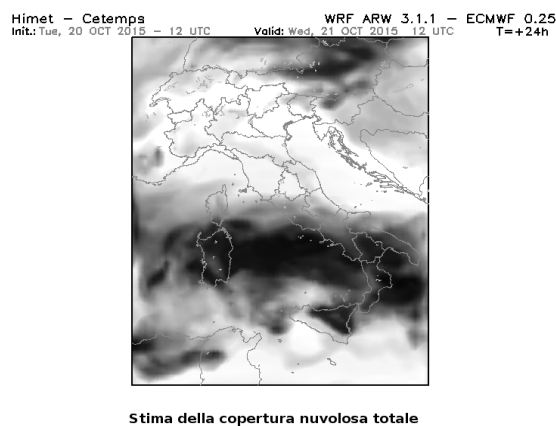 Himet – Cetemps WRF ARW 3.1.1 – ECMWF 0.25
Init.: Tue, 20 OCT 2015 – 12 UTC Valid: Wed, 21 OCT 2015 12 UTC T=+24h
Stima della copertura nuvolosa totale